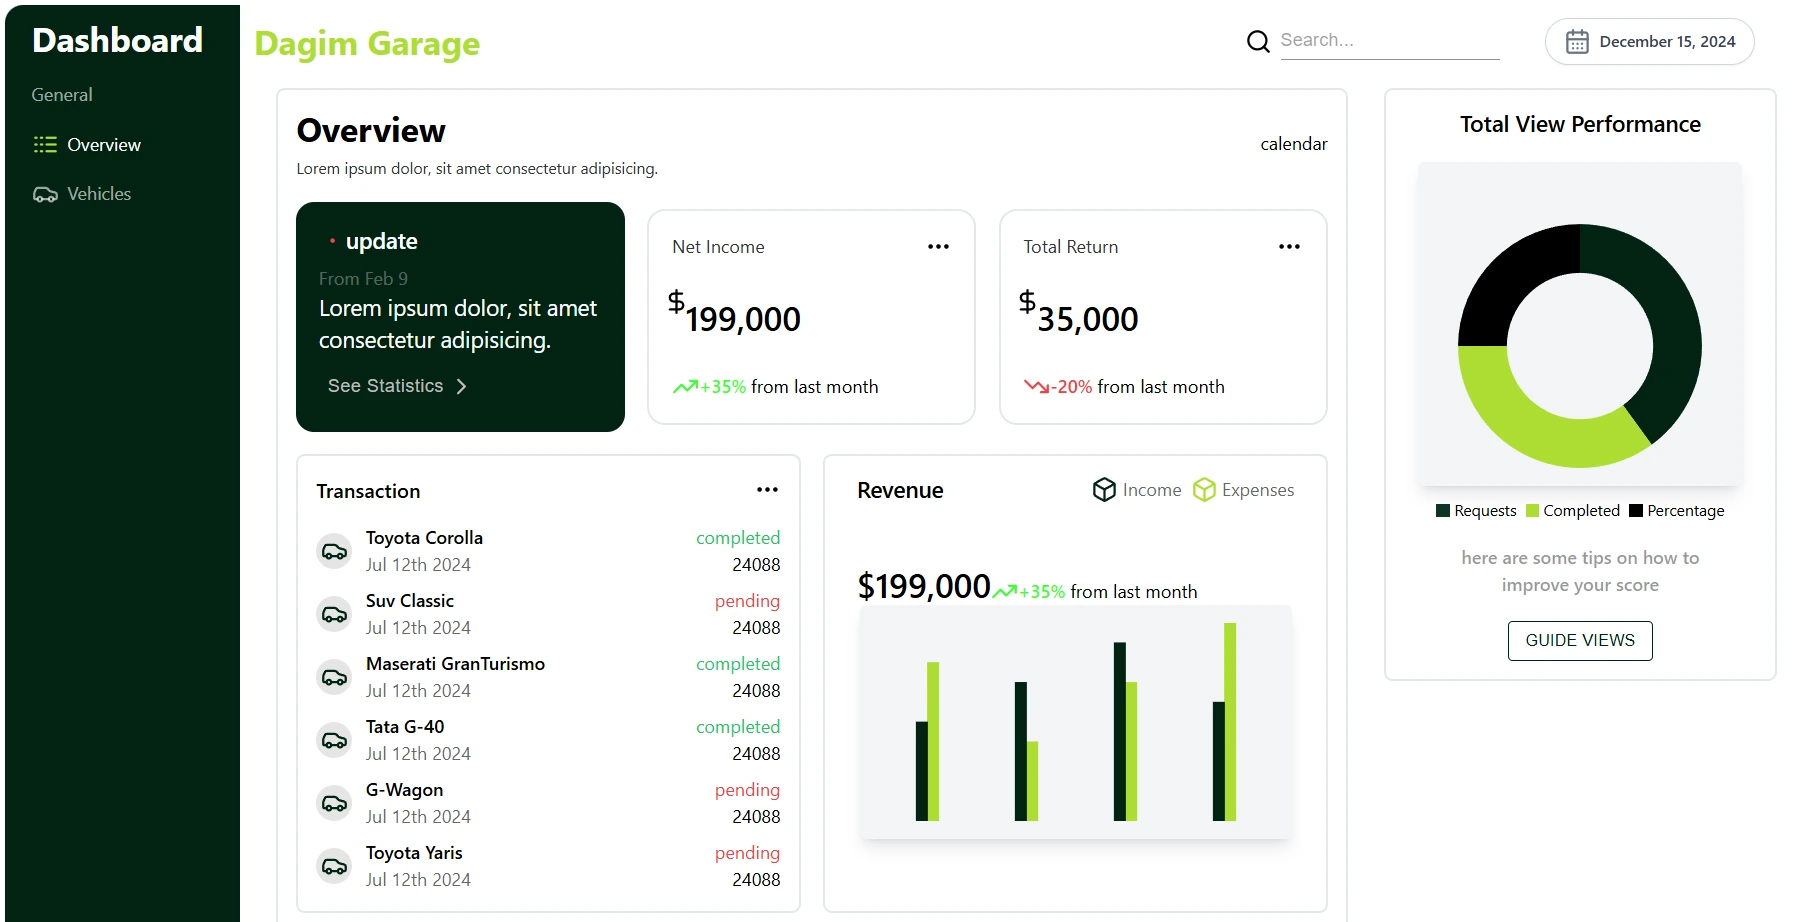 Dashboard
General
Overview
Vehicles
Dagim Garage
Search...
December 15, 2024
Overview
Lorem ipsum dolor, sit amet consectetur adipisicing.
calendar
update
From Feb 9
Lorem ipsum dolor, sit amet
consectetur adipisicing.
See Statistics
Net Income
$199,000
+35% from last month
Total Return
$35,000
-20% from last month
Transaction
Toyota Corolla completed
Jul 12th 2024 24088
Suv Classic pending
Jul 12th 2024 24088
Maserati GranTurismo completed
Jul 12th 2024 24088
Tata G-40 completed
Jul 12th 2024 24088
G-Wagon pending
Jul 12th 2024 24088
Toyota Yaris pending
Jul 12th 2024 24088
Revenue
Income Expenses
$199,000 +35% from last month
Total View Performance
Requests Completed Percentage
here are some tips on how to
improve your score
GUIDE VIEWS